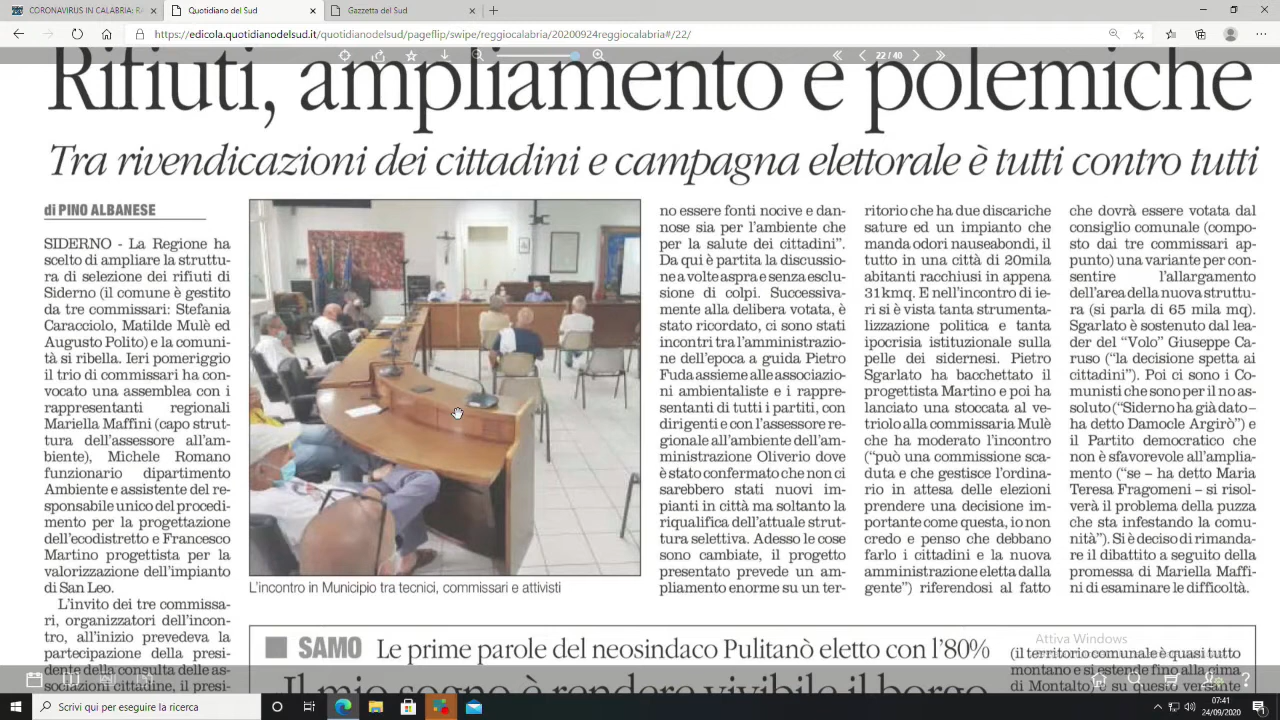 CORONAVIRUS IN CALABRIA: R
Quotidiano del Sud
Gazzetta del Sud
https://edicola.quotidianodelsud.it/quotidianodelsud/pageflip/swipe/reggiocalabria/20200924reggiocalabria#/22/
22 / 40
Rifiuti, ampliamento e polemiche
Tra rivendicazioni dei cittadini e campagna elettorale è tutti contro tutti
di PINO ALBANESE
SIDERNO - La Regione ha
scelto di ampliare la struttu-
ra di selezione dei rifiuti di
Siderno (il comune è gestito
da tre commissari: Stefania
Caracciolo, Matilde Mulè ed
Augusto Polito) e la comuni-
tà si ribella. Ieri pomeriggio
il trio di commissari ha con-
vocato una assemblea con i
rappresentanti regionali
Mariella Maffini (capo strut-
tura dell'assessore all'am-
biente), Michele Romano
funzionario dipartimento
Ambiente e assistente del re-
sponsabile unico del procedi-
mento per la progettazione
dell'ecodistretto e Francesco
Martino progettista per la
valorizzazione dell'impianto
di San Leo.
L'invito dei tre commissa-
ri, organizzatori dell'incon-
tro, all'inizio prevedeva la
partecipazione della presi-
dente della consulta delle as-
sociazioni cittadine, il presi-
L'incontro in Municipio tra tecnici, commissari e attivisti
no essere fonti nocive e dan-
nose sia per l'ambiente che
per la salute dei cittadini".
Da qui è partita la discussio-
ne a volte aspra e senza esclu-
sione di colpi. Successiva-
mente alla delibera votata, è
stato ricordato, ci sono stati
incontri tra l'amministrazio-
ne dell'epoca a guida Pietro
Fuda assieme alle associazio-
ni ambientaliste e i rappre-
sentanti di tutti i partiti, con
dirigenti e con l'assessore re-
gionale all'ambiente dell'am-
ministrazione Oliverio dove
è stato confermato che non ci
sarebbero stati nuovi im-
pianti in città ma soltanto la
riqualifica dell'attuale strut-
tura selettiva. Adesso le cose
sono cambiate, il progetto
presentato prevede un am-
pliamento enorme su un ter-
ritorio che ha due discariche
sature ed un impianto che
manda odori nauseabondi, il
tutto in una città di 20mila
abitanti racchiusi in appena
31kmq. E nell'incontro di ie-
ri si è vista tanta strumenta-
lizzazione politica e tanta
ipocrisia istituzionale sulla
pelle dei sidernesi. Pietro
Sgarlato ha bacchettato il
progettista Martino e poi ha
lanciato una stoccata al ve-
triolo alla commissaria Mulè
che ha moderato l'incontro
("può una commissione sca-
duta e che gestisce l'ordina-
rio in attesa delle elezioni
prendere una decisione im-
portante come questa, io non
credo e penso che debbano
farlo i cittadini e la nuova
amministrazione eletta dalla
gente") riferendosi al fatto
che dovrà essere votata dal
consiglio comunale (compo-
sto dai tre commissari ap-
punto) una variante per con-
sentire l'allargamento
dell'area della nuova struttu-
ra (si parla di 65 mila mq).
Sgarlato è sostenuto dal lea-
der del "Volo" Giuseppe Ca-
ruso ("la decisione spetta ai
cittadini"). Poi ci sono i Co-
munisti che sono per il no as-
soluto ("Siderno ha già dato –
ha detto Damocle Argirò") e
il Partito democratico che
non è sfavorevole all'amplia-
mento ("se – ha detto Maria
Teresa Fragomeni – si risol-
verà il problema della puzza
che sta infestando la comu-
nità"). Si è deciso di rimanda-
re il dibattito a seguito della
promessa di Mariella Maffi-
ni di esaminare le difficoltà.
SAMO Le prime parole del neosindaco Pulitanò eletto con l'80%
Il mio sogno è rendere vivibile il borgo
(il territorio comunale è quasi tutto
montano e si estende fino alla cima
di Montalto) e su questo versante
Attiva Windows
Scrivi qui per eseguire la ricerca
07:41
24/09/2020